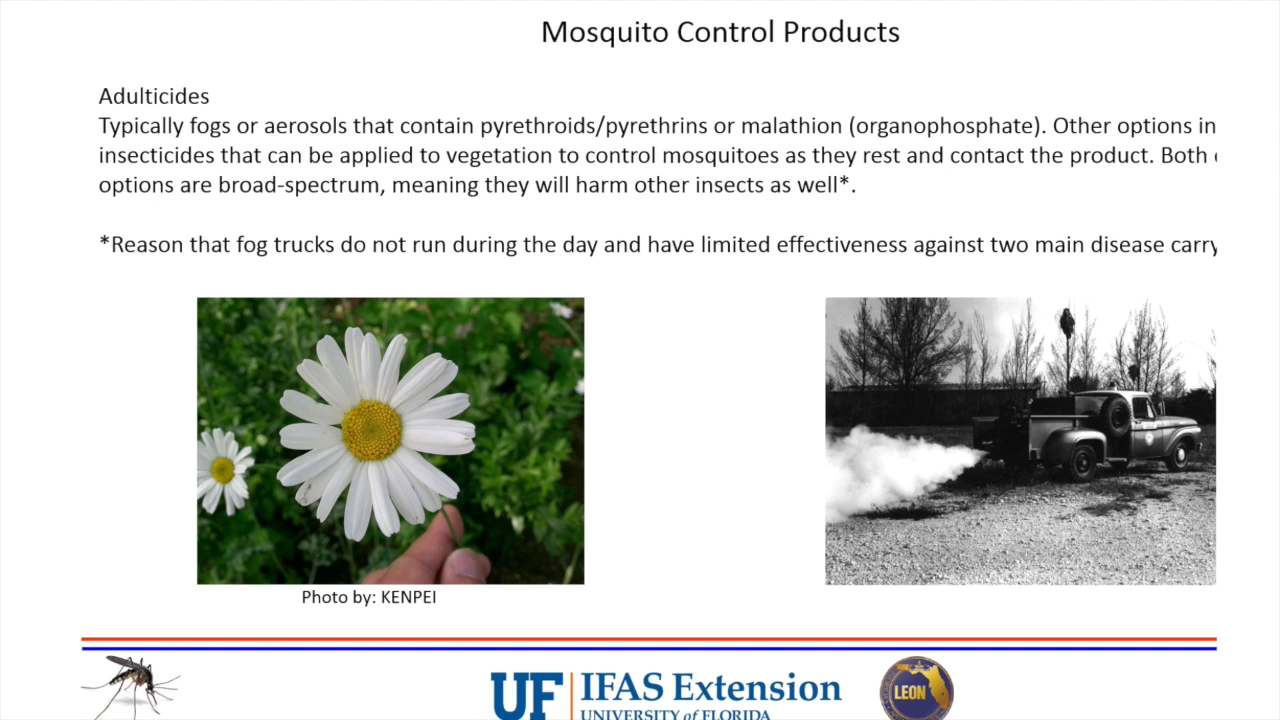 Mosquito Control Products
Adulticides
Typically fogs or aerosols that contain pyrethroids/pyrethrins or malathion (organophosphate). Other options in
insecticides that can be applied to vegetation to control mosquitoes as they rest and contact the product. Both
options are broad-spectrum, meaning they will harm other insects as well*.
*Reason that fog trucks do not run during the day and have limited effectiveness against two main disease carry
Photo by: KENPEI
UF IFAS Extension
UNIVERSITY of FLORIDA
LEON